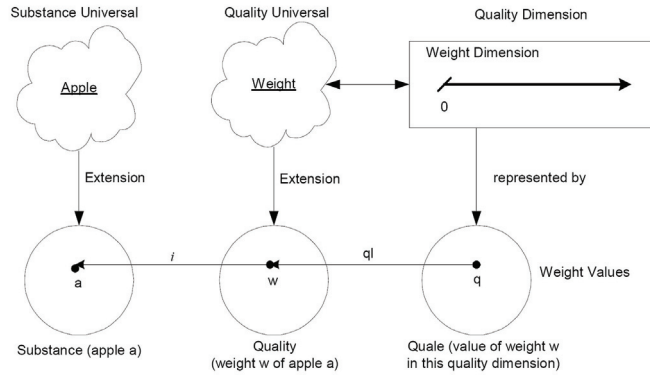 Substance Universal
Quality Universal
Quality Dimension
Apple
Weight
Weight Dimension
0
Extension
Extension
represented by
i
ql
a
w
q
Weight Values
Substance (apple a)
Quality
(weight w of apple a)
Quale (value of weight w
in this quality dimension)